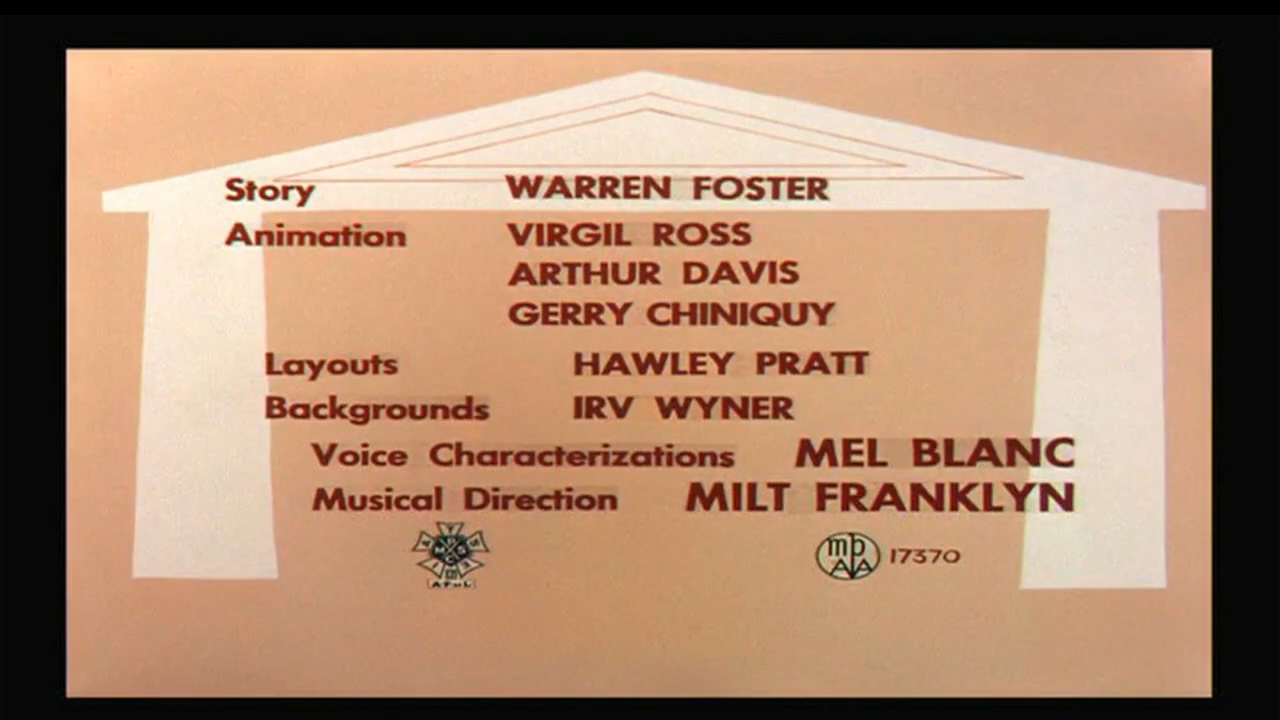 Story WARREN FOSTER
Animation VIRGIL ROSS
ARTHUR DAVIS
GERRY CHINIQUY
Layouts HAWLEY PRATT
Backgrounds IRV WYNER
Voice Characterizations MEL BLANC
Musical Direction MILT FRANKLYN
mpAA 17370